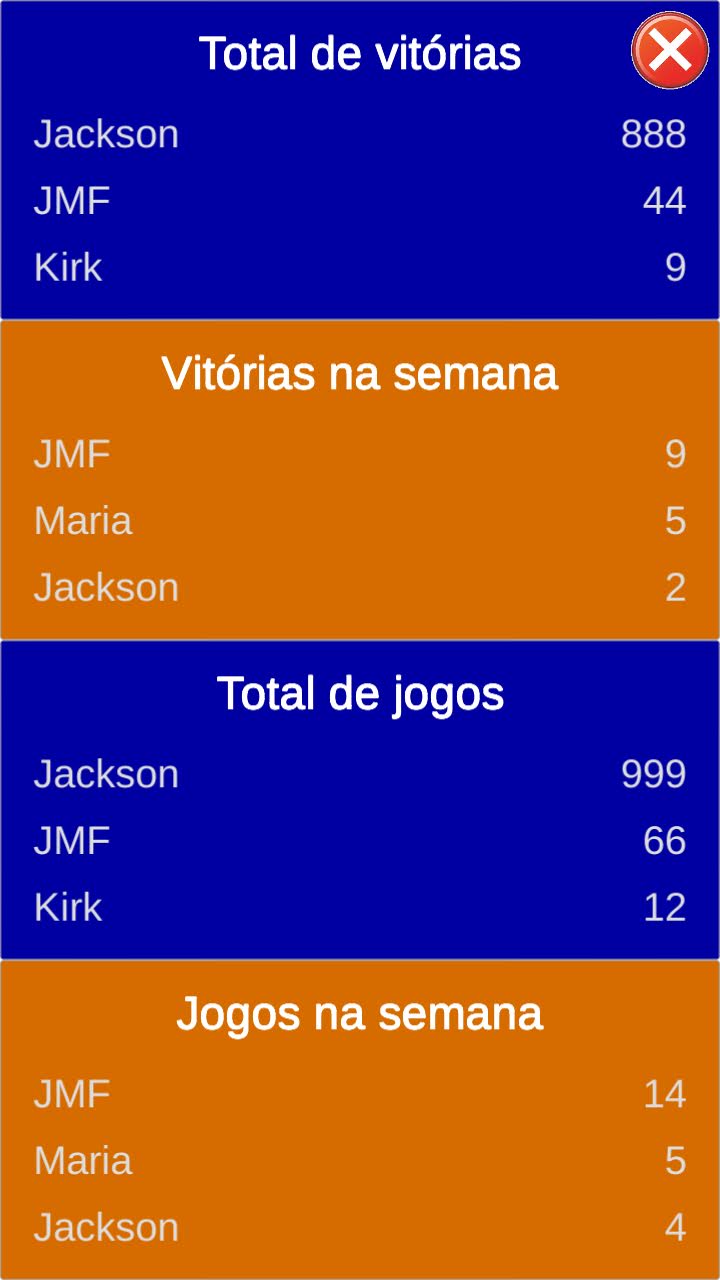 Total de vitórias
Jackson 888
JMF 44
Kirk 9
Vitórias na semana
JMF 9
Maria 5
Jackson 2
Total de jogos
Jackson 999
JMF 66
Kirk 12
Jogos na semana
JMF 14
Maria 5
Jackson 4